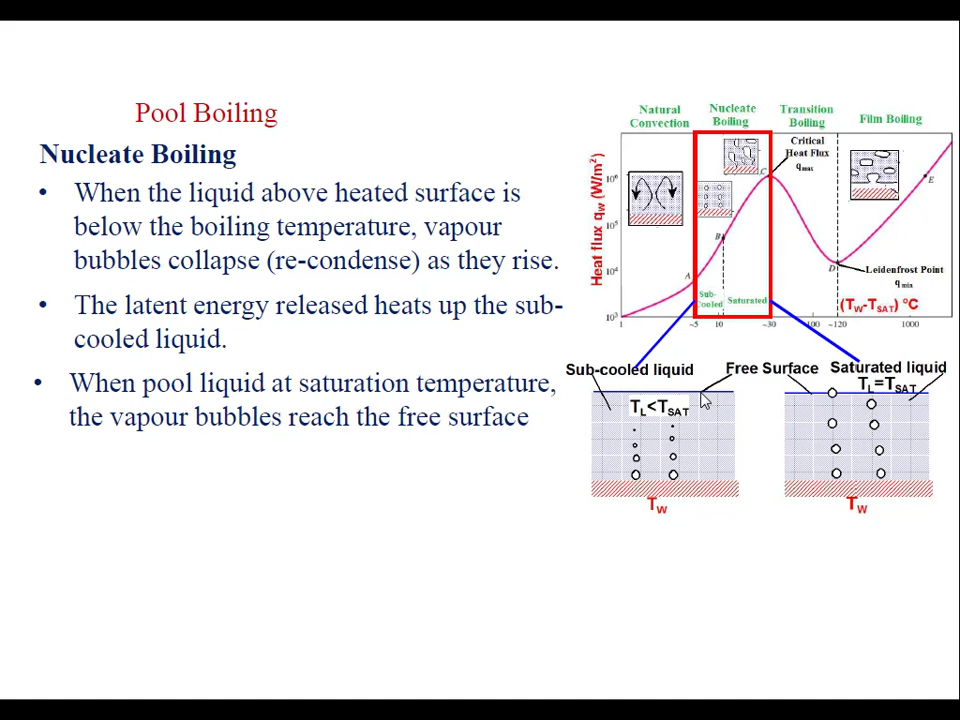 Pool Boiling
Nucleate Boiling
• When the liquid above heated surface is
below the boiling temperature, vapour
bubbles collapse (re-condense) as they rise.
• The latent energy released heats up the sub-
cooled liquid.
• When pool liquid at saturation temperature,
the vapour bubbles reach the free surface
Natural
Convection
Nucleate
Boiling
Transition
Boiling
Film Boiling
Critical
Heat Flux
qmax
Heat flux qW (W/m²)
10⁶
10⁵
10⁴
10³
A
B
C
D
E
Sub-
Cooled
Saturated
Leidenfrost Point
qmin
(TW-TSAT) °C
1
~5
10
~30
~100
~120
1000
Sub-cooled liquid
Free Surface
Saturated liquid
TL<TSAT
TL=TSAT
TW
TW